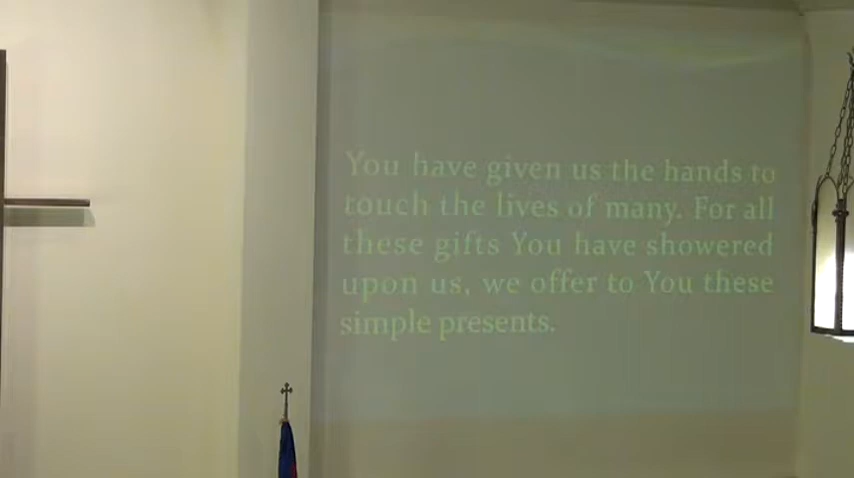 You have given us the hands to
touch the lives of many. For all
these gifts You have showered
upon us, we offer to You these
simple presents.